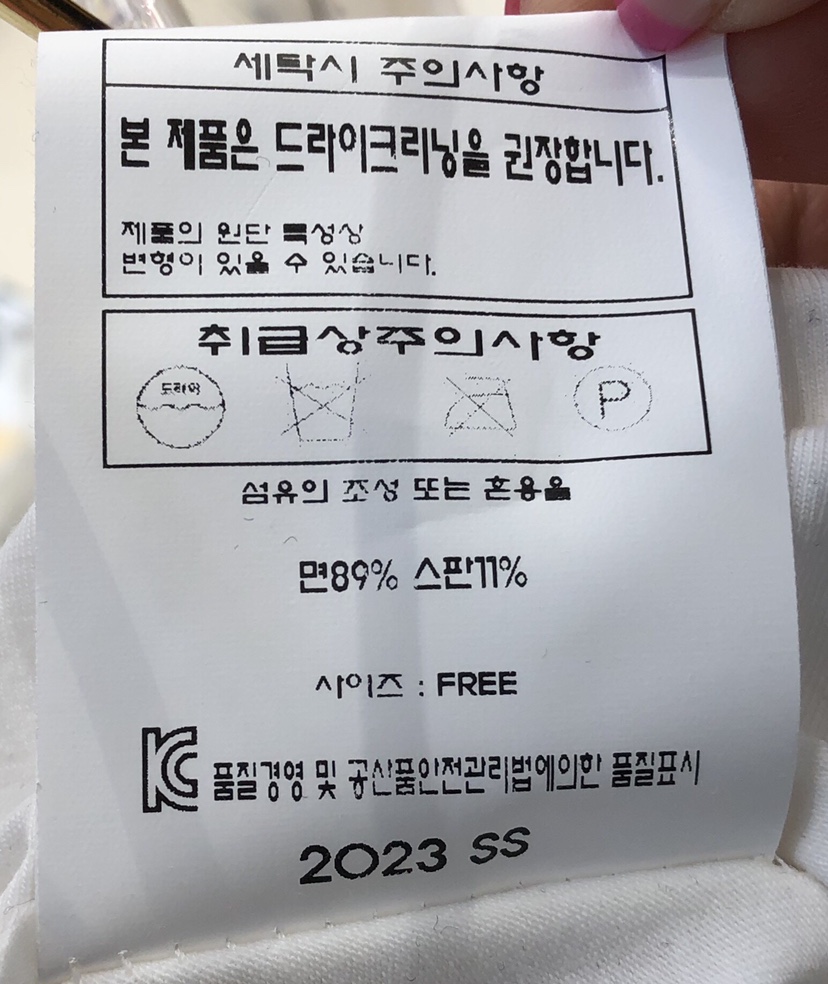 세탁시 주의사항
본 제품은 드라이크리닝을 권장합니다.
제품의 원단 특성상
변형이 있을 수 있습니다.
취급상주의사항
드라이
P
섬유의 조성 또는 혼용율
면89% 스판11%
사이즈 : FREE
KC 품질경영 및 공산품안전관리법에의한 품질표시
2023 SS